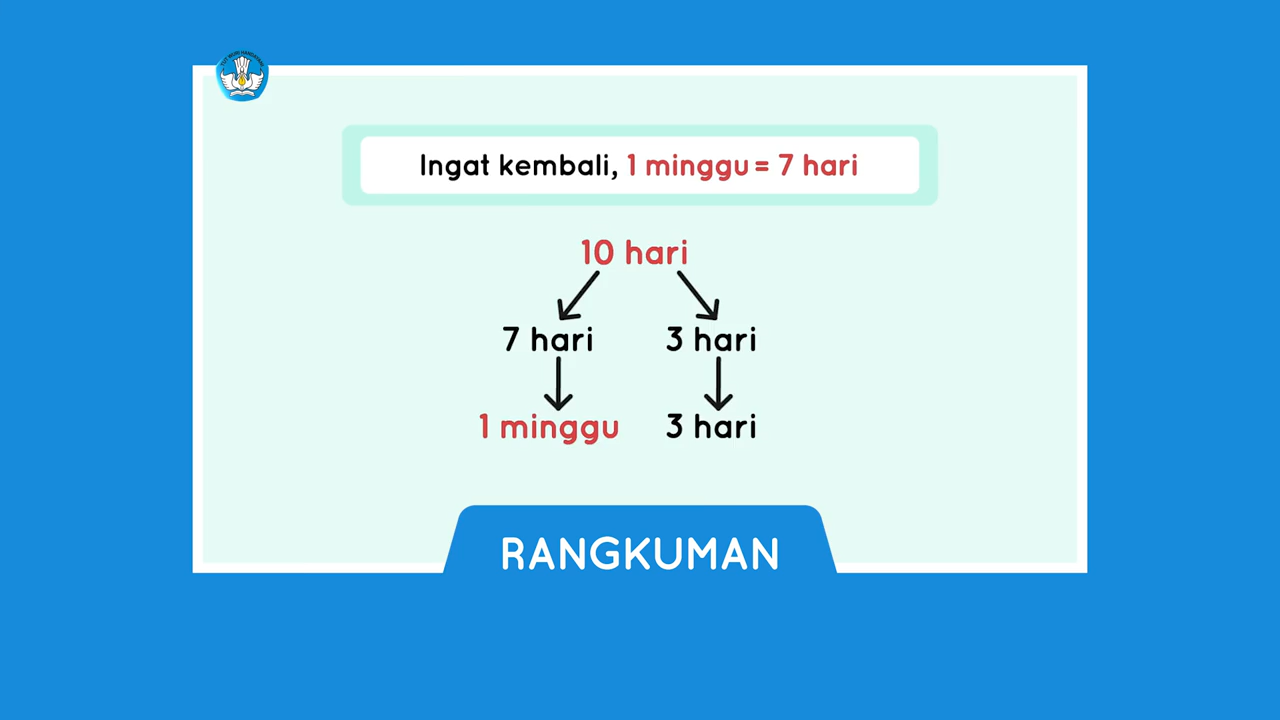 Ingat kembali, 1 minggu = 7 hari
10 hari
7 hari 3 hari
1 minggu 3 hari
RANGKUMAN